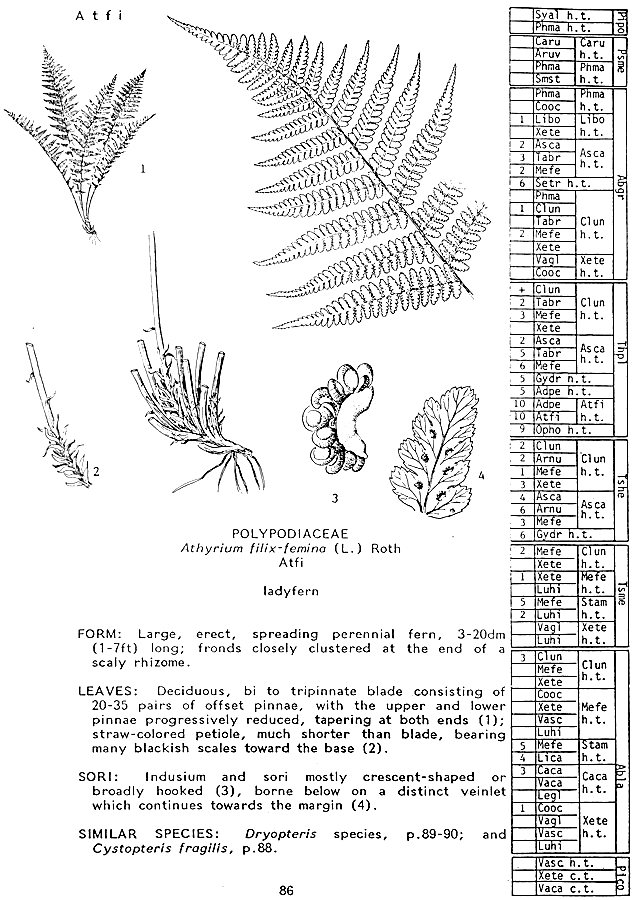 Atfi
1
2
3
4
POLYPODIACEAE
Athyrium filix-femina (L.) Roth
Atfi
ladyfern
FORM: Large, erect, spreading perennial fern, 3-20dm
(1-7ft) long; fronds closely clustered at the end of a
scaly rhizome.
LEAVES: Deciduous, bi to tripinnate blade consisting of
20-35 pairs of offset pinnae, with the upper and lower
pinnae progressively reduced, tapering at both ends (1);
straw-colored petiole, much shorter than blade, bearing
many blackish scales toward the base (2).
SORI: Indusium and sori mostly crescent-shaped or
broadly hooked (3), borne below on a distinct veinlet
which continues towards the margin (4).
SIMILAR SPECIES: Dryopteris species, p.89-90; and
Cystopteris fragilis, p.88.
86
Syal h.t.
Phma h.t.
Pipo
Caru Caru
Aruv h.t.
Phma Phma
Smst h.t.
Psme
Phma Phma
Cooc h.t.
1 Libo Libo
Xete h.t.
2 Asca
3 Tabr Asca
2 Mefe h.t.
6 Setr h.t.
Phma
1 Clun
Tabr Clun
2 Mefe h.t.
Xete
Vagl Xete
Cooc h.t.
Abgr
+ Clun
2 Tabr Clun
3 Mefe h.t.
Xete
2 Asca
5 Tabr Asca
6 Mefe h.t.
5 Gydr h.t.
5 Adpe h.t.
10 Adpe Atfi
10 Atfi h.t.
9 Opho h.t.
Thpl
2 Clun
2 Arnu Clun
1 Mefe h.t.
3 Xete
4 Asca
6 Arnu Asca
3 Mefe h.t.
6 Gydr h.t.
Tshe
2 Mefe Clun
Xete h.t.
1 Xete Mefe
Luhi h.t.
5 Mefe Stam
2 Luhi h.t.
Vagl Xete
Luhi h.t.
Tsme
3 Clun
Mefe Clun
Xete h.t.
Cooc
Xete Mefe
Vasc h.t.
Luhi
5 Mefe Stam
4 Lica h.t.
3 Caca
Vaca Caca
Legl h.t.
1 Cooc
Vagl Xete
Vasc h.t.
Luhi
Abla
Vasc h.t.
Xete c.t.
Vaca c.t.
Pico